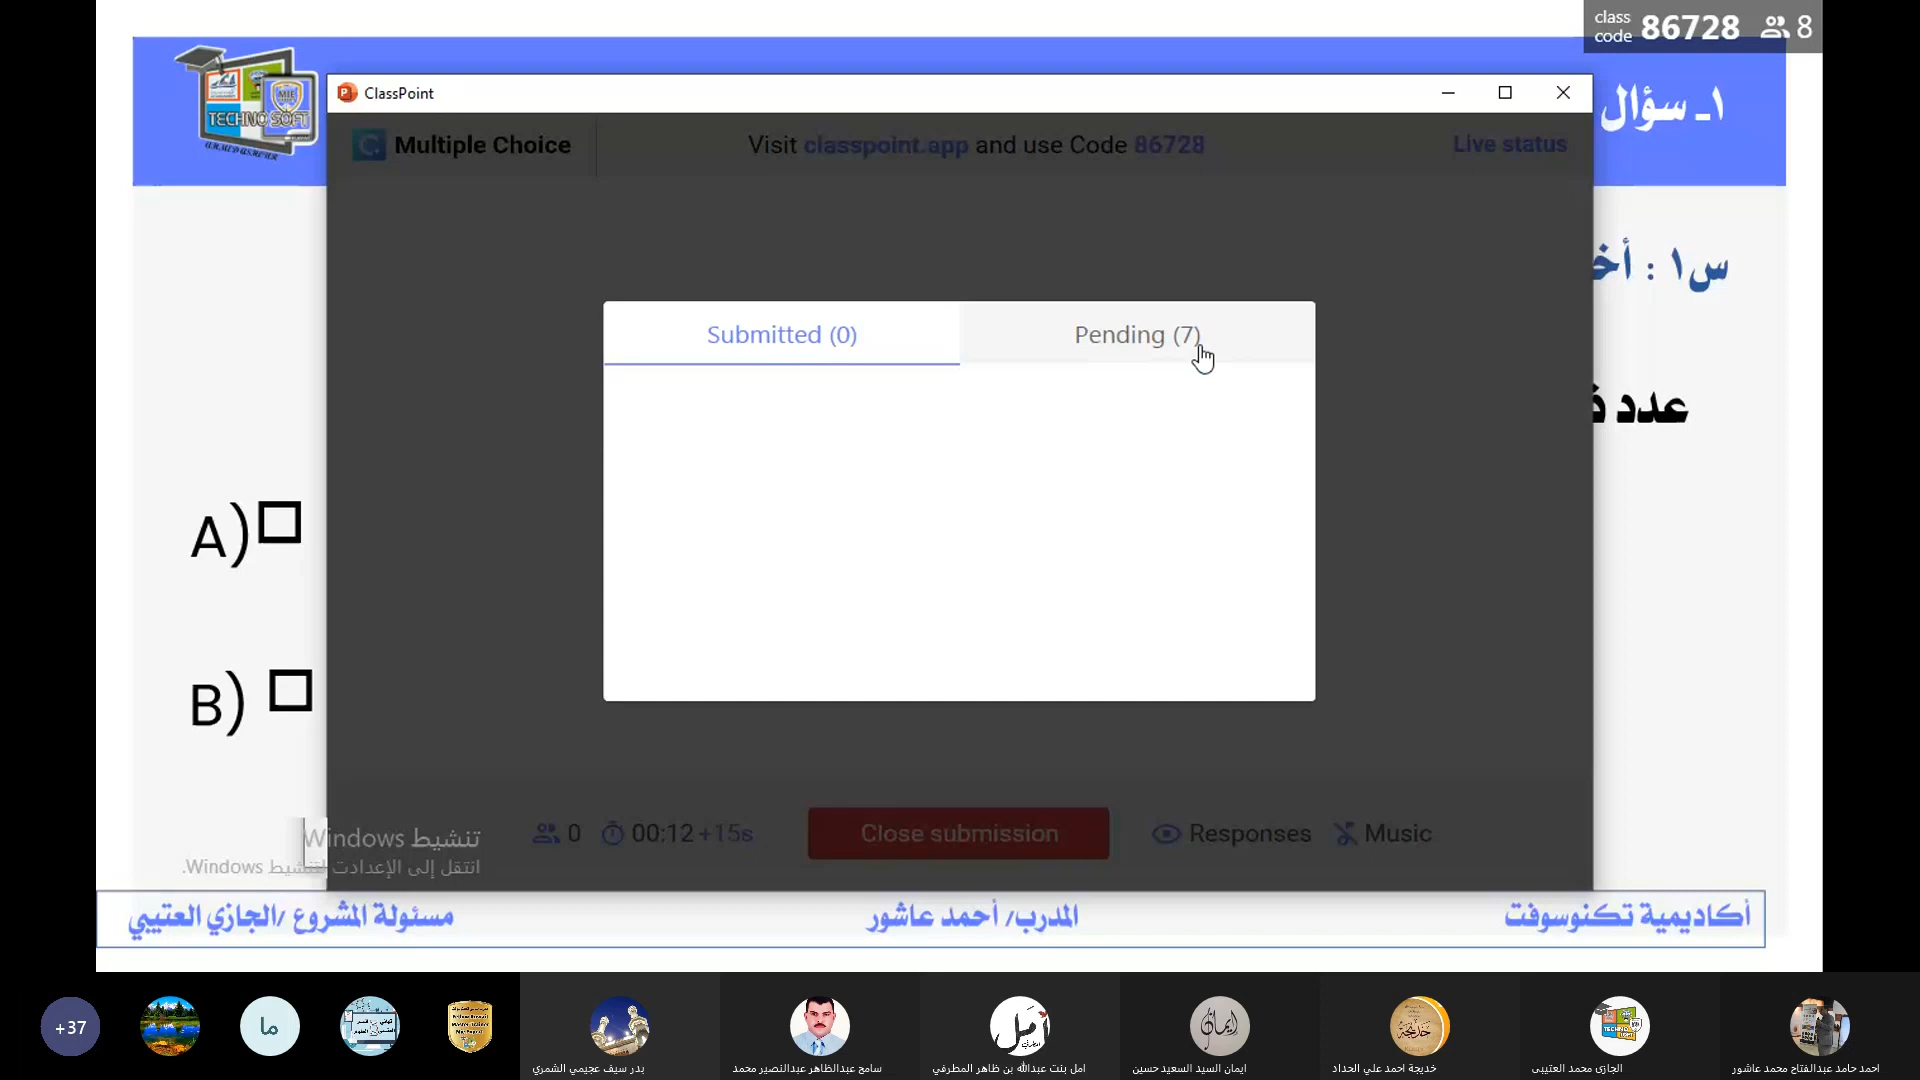 class
code 86728 8
TECHNO SOFT
ClassPoint
١ـ سؤال
Multiple Choice
Visit classpoint.app and use Code 86728
Live status
س١ : أخ
Submitted (0)
Pending (7)
عدد
A)
B)
0 00:12 +15s
Close submission
Responses
Music
تنشيط Windows
انتقل إلى الإعدادت لتنشيط Windows.
أكاديمية تكنوسوفت
المدرب/ أحمد عاشور
مسئولة المشروع /الجازي العتيبي
+37
ما
بدر سيف عجيمي الشمري
سامح عبدالظاهر عبدالنصير محمد
امل بنت عبدالله بن ظاهر المطرفي
ايمان السيد السعيد حسين
خديجة احمد علي الحداد
الجازى محمد العتيبى
احمد حامد عبدالفتاح محمد عاشور